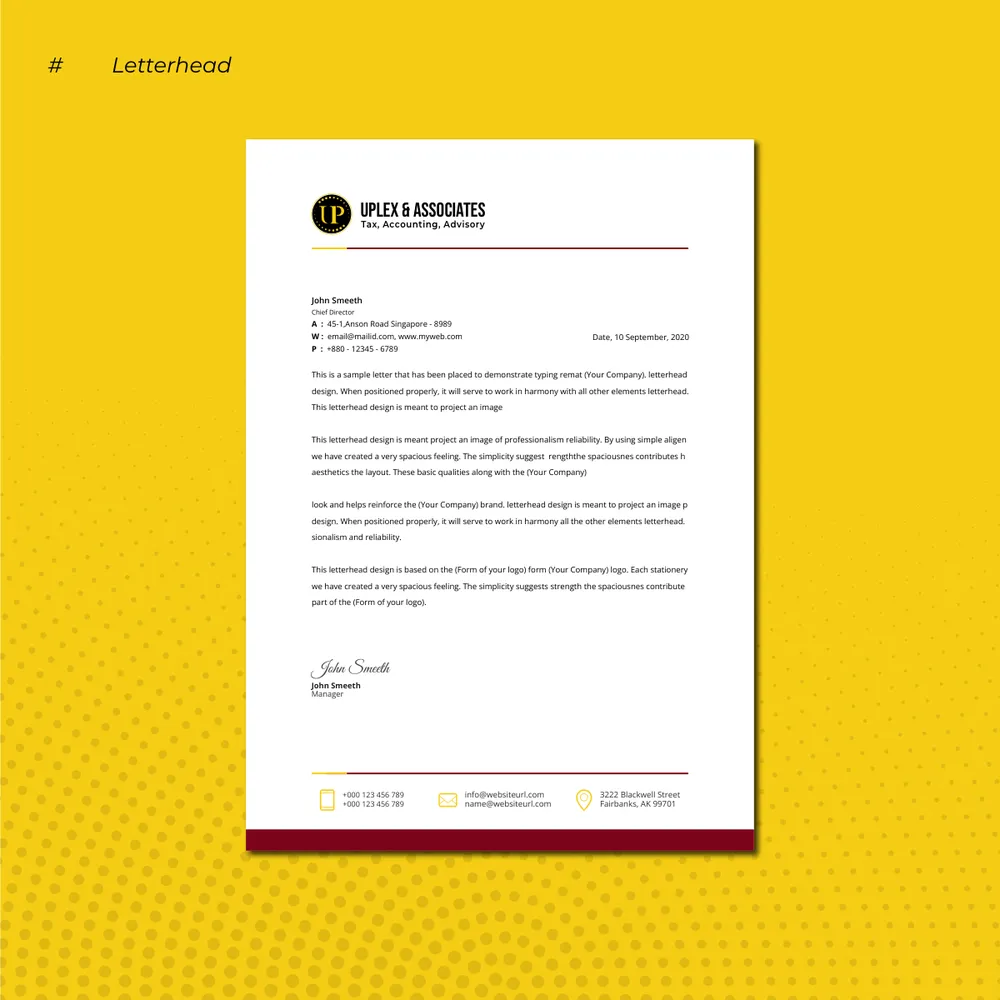 # Letterhead
UP
UPLEX & ASSOCIATES
Tax, Accounting, Advisory
John Smeeth
Chief Director
A : 45-1,Anson Road Singapore - 8989
W : email@mailid.com, www.myweb.com
Date, 10 September, 2020
P : +880 - 12345 - 6789
This is a sample letter that has been placed to demonstrate typing remat (Your Company). letterhead
design. When positioned properly, it will serve to work in harmony with all other elements letterhead.
This letterhead design is meant to project an image
This letterhead design is meant project an image of professionalism reliability. By using simple aligen
we have created a very spacious feeling. The simplicity suggest rengththe spaciousnes contributes h
aesthetics the layout. These basic qualities along with the (Your Company)
look and helps reinforce the (Your Company) brand. letterhead design is meant to project an image p
design. When positioned properly, it will serve to work in harmony all the other elements letterhead.
sionalism and reliability.
This letterhead design is based on the (Form of your logo) form (Your Company) logo. Each stationery
we have created a very spacious feeling. The simplicity suggests strength the spaciousnes contribute
part of the (Form of your logo).
John Smeeth
John Smeeth
Manager
+000 123 456 789
+000 123 456 789
info@websiteurl.com
name@websiteurl.com
3222 Blackwell Street
Fairbanks, AK 99701